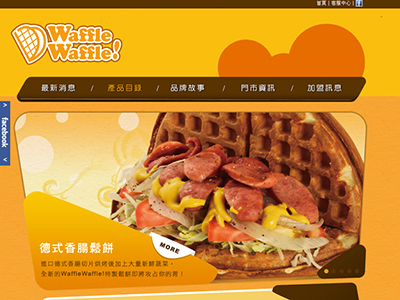 首頁 | 客服中心 |
Waffle
Waffle!
最新消息 / 產品目錄 / 品牌故事 / 門市資訊 / 加盟訊息
facebook
德式香腸鬆餅
MORE
進口德式香腸切片烘烤後加上大量新鮮蔬菜。
全新的WaffleWaffle!特製鬆餅即將攻占你的胃!